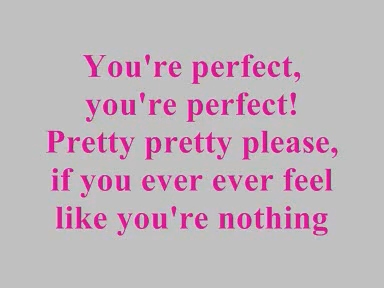 You're perfect,
you're perfect!
Pretty pretty please,
if you ever ever feel
like you're nothing